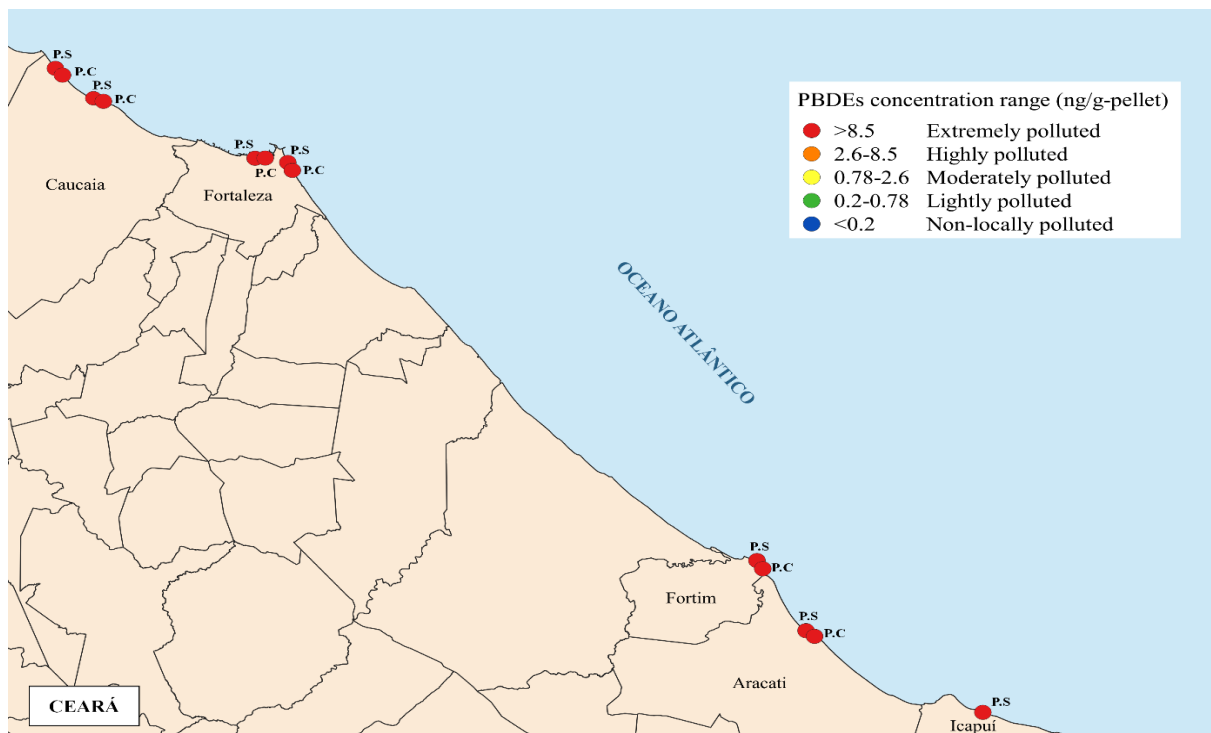 P.S
P.C
P.S
P.C
PBDEs concentration range (ng/g-pellet)
>8.5 Extremely polluted
2.6-8.5 Highly polluted
0.78-2.6 Moderately polluted
0.2-0.78 Lightly polluted
<0.2 Non-locally polluted
P.S
P.C
P.S
P.C
Caucaia
Fortaleza
OCEANO ATLÂNTICO
P.S
P.C
Fortim
P.S
P.C
Aracati
P.S
Icapuí
CEARÁ